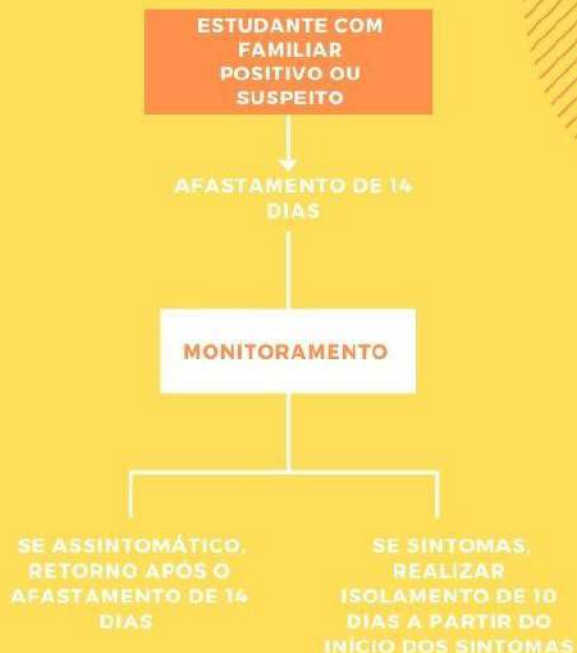 ESTUDANTE COM
FAMILIAR
POSITIVO OU
SUSPEITO
AFASTAMENTO DE 14
DIAS
MONITORAMENTO
SE ASSINTOMÁTICO,
RETORNO APÓS O
AFASTAMENTO DE 14
DIAS
SE SINTOMAS,
REALIZAR
ISOLAMENTO DE 10
DIAS A PARTIR DO
INÍCIO DOS SINTOMAS